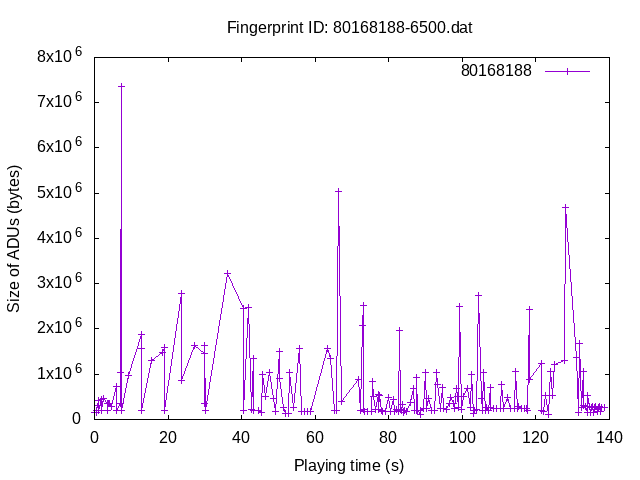 Fingerprint ID: 80168188-6500.dat
80168188
Size of ADUs (bytes)
8x10^6
7x10^6
6x10^6
5x10^6
4x10^6
3x10^6
2x10^6
1x10^6
0
0 20 40 60 80 100 120 140
Playing time (s)